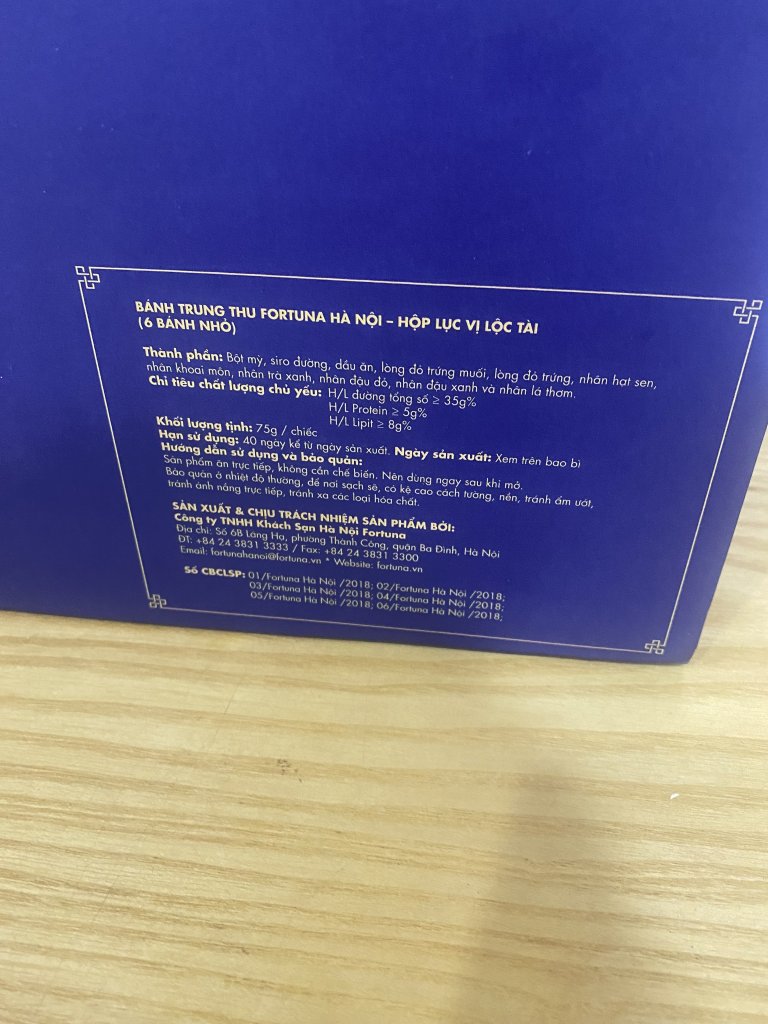 BÁNH TRUNG THU FORTUNA HÀ NỘI – HỘP LỤC VỊ LỘC TÀI
(6 BÁNH NHỎ)
Thành phần: Bột mỳ, siro đường, dầu ăn, lòng đỏ trứng muối, lòng đỏ trứng, nhân hạt sen,
nhân khoai môn, nhân trà xanh, nhân đậu đỏ, nhân đậu xanh và nhân lá thơm.
Chỉ tiêu chất lượng chủ yếu: H/L đường tổng số ≥ 35g%
H/L Protein ≥ 5g%
H/L Lipit ≥ 8g%
Khối lượng tịnh: 75g / chiếc
Hạn sử dụng: 40 ngày kể từ ngày sản xuất. Ngày sản xuất: Xem trên bao bì
Hướng dẫn sử dụng và bảo quản:
Sản phẩm ăn trực tiếp, không cần chế biến. Nên dùng ngay sau khi mở.
Bảo quản ở nhiệt độ thường, để nơi sạch sẽ, có kệ cao cách tường, nền, tránh ẩm ướt,
tránh ánh nắng trực tiếp, tránh xa các loại hóa chất.
SẢN XUẤT & CHỊU TRÁCH NHIỆM SẢN PHẨM BỞI:
Công ty TNHH Khách Sạn Hà Nội Fortuna
Địa chỉ: Số 6B Láng Hạ, phường Thành Công, quận Ba Đình, Hà Nội
ĐT: +84 24 3831 3333 / Fax: +84 24 3831 3300
Email: fortunahanoi@fortuna.vn * Website: fortuna.vn
Số CBCLSP: 01/Fortuna Hà Nội /2018; 02/Fortuna Hà Nội /2018;
03/Fortuna Hà Nội /2018; 04/Fortuna Hà Nội /2018;
05/Fortuna Hà Nội /2018; 06/Fortuna Hà Nội /2018;